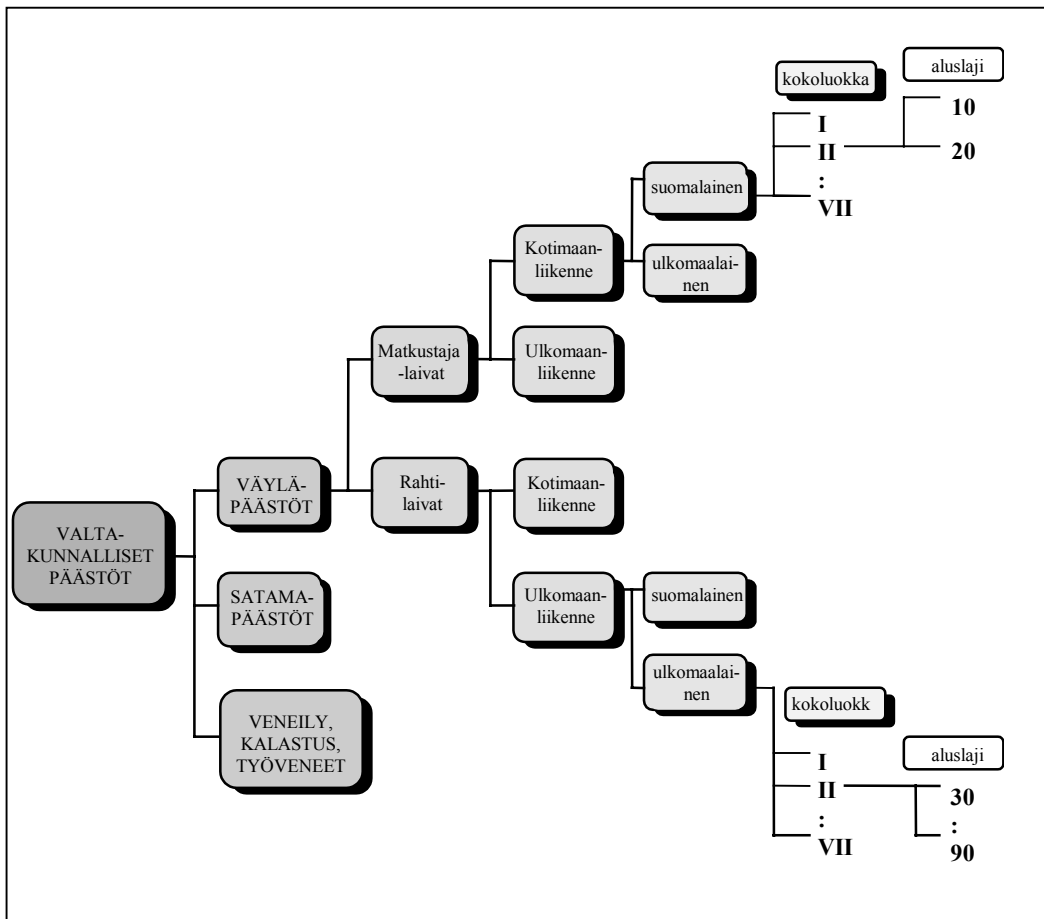 VALTA-
KUNNALLISET
PÄÄSTÖT
VÄYLÄ-
PÄÄSTÖT
SATAMA-
PÄÄSTÖT
VENEILY,
KALASTUS,
TYÖVENEET
Matkustaja
-laivat
Rahti-
laivat
Kotimaan-
liikenne
Ulkomaan-
liikenne
Kotimaan-
liikenne
Ulkomaan-
liikenne
suomalainen
ulkomaalai-
nen
suomalainen
ulkomaalai-
nen
kokoluokka
I
II
:
VII
aluslaji
10
20
kokoluokk
I
II
:
VII
aluslaji
30
:
90